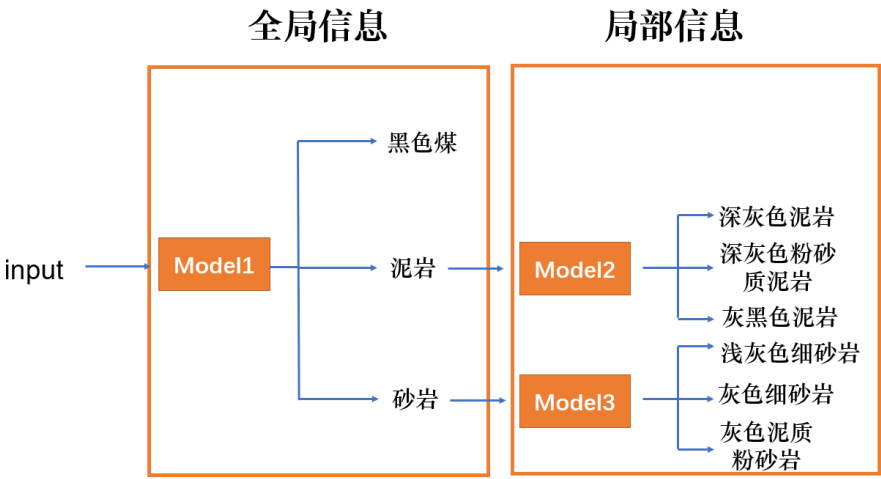 全局信息
局部信息
input
Model1
黑色煤
泥岩
砂岩
Model2
深灰色泥岩
深灰色粉砂
质泥岩
灰黑色泥岩
Model3
浅灰色细砂岩
灰色细砂岩
灰色泥质
粉砂岩